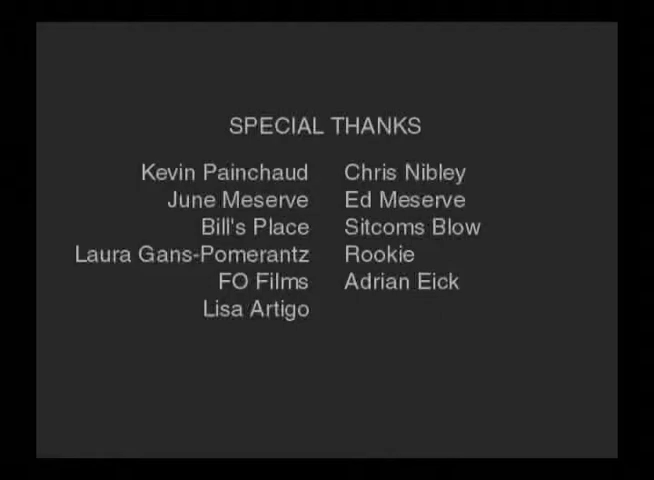 SPECIAL THANKS
Kevin Painchaud Chris Nibley
June Meserve Ed Meserve
Bill's Place Sitcoms Blow
Laura Gans-Pomerantz Rookie
FO Films Adrian Eick
Lisa Artigo